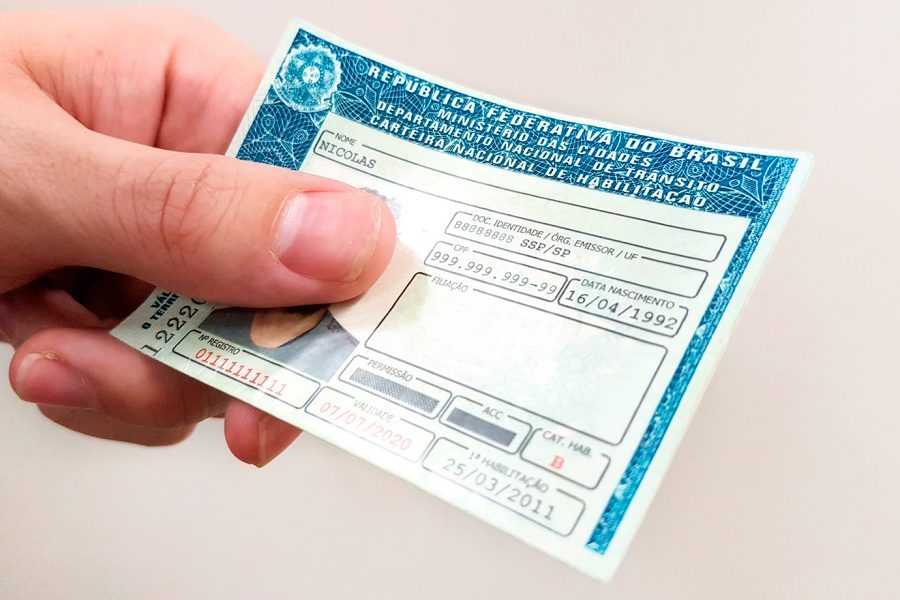 REPÚBLICA FEDERATIVA DO BRASIL
MINISTÉRIO DAS CIDADES
DEPARTAMENTO NACIONAL DE TRÂNSITO
CARTEIRA NACIONAL DE HABILITAÇÃO
NOME
NICOLAS
DOC. IDENTIDADE / ÓRG. EMISSOR / UF
88888888 SSP/SP
CPF
999.999.999-99
DATA NASCIMENTO
16/04/1992
FILIAÇÃO
PERMISSÃO
ACC
CAT. HAB.
B
Nº REGISTRO
01111111111
VALIDADE
07/07/2020
1ª HABILITAÇÃO
25/03/2011
O TERRI
12220